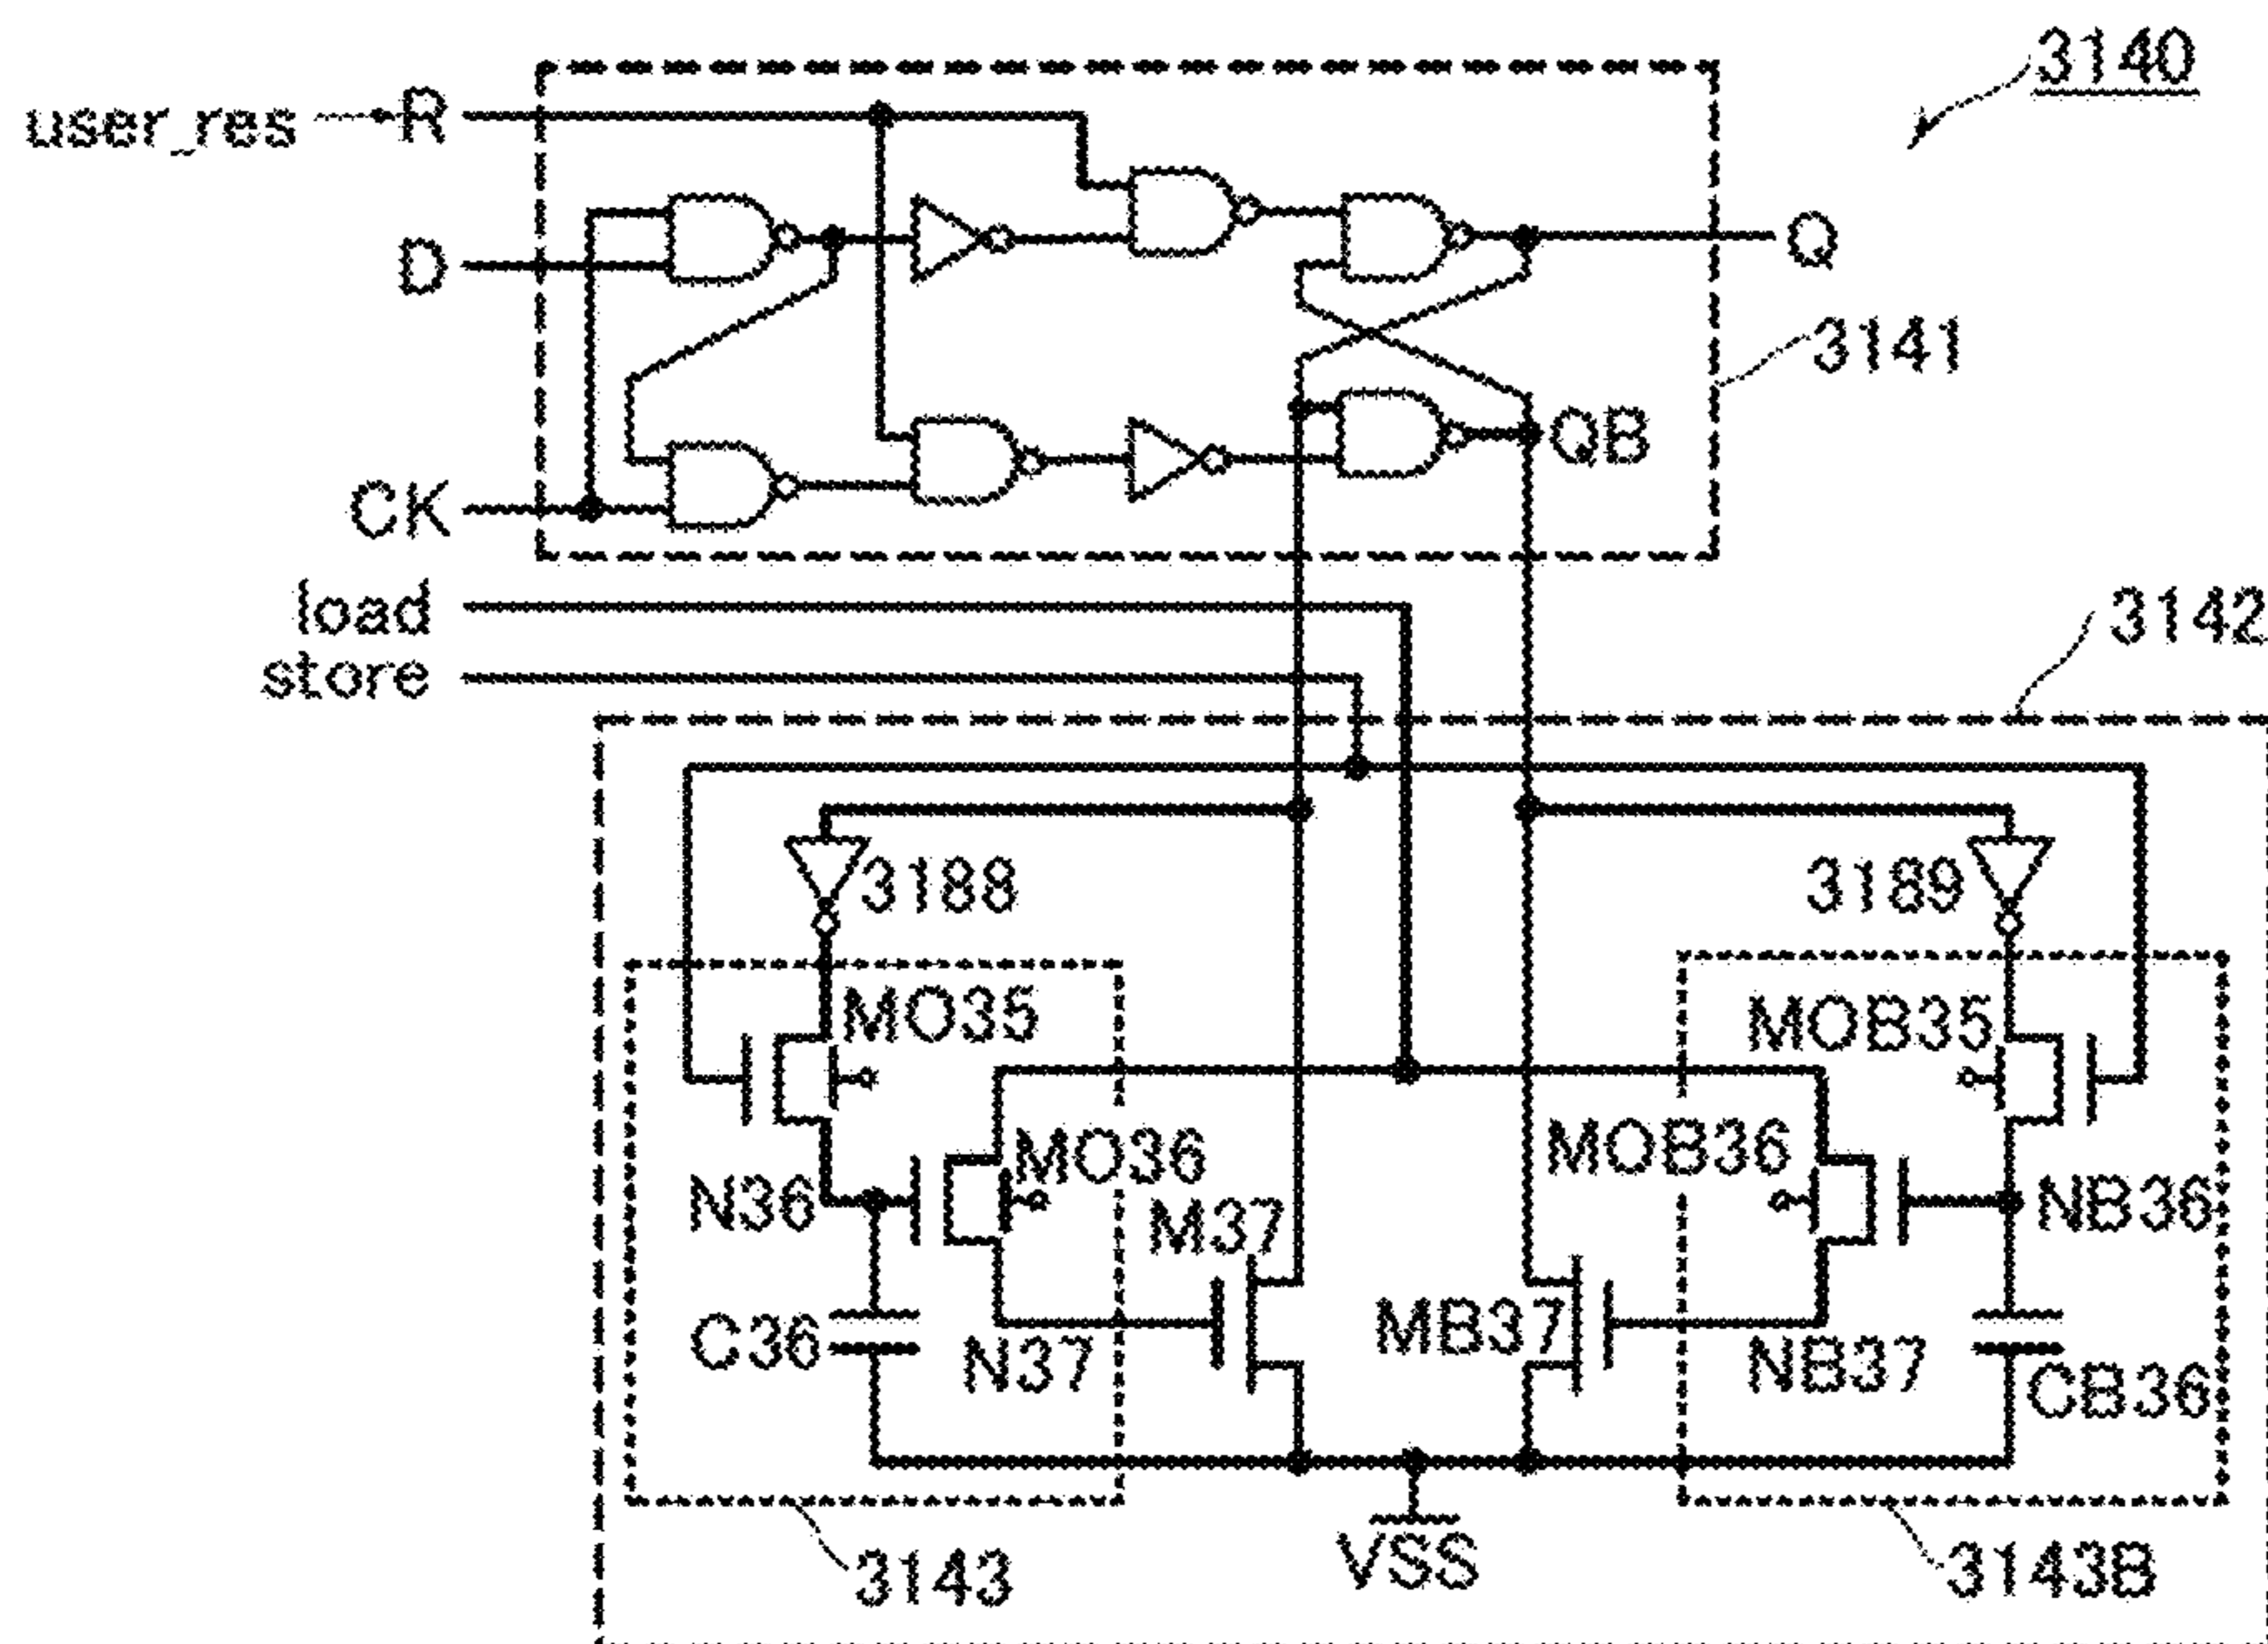 3140
user_res R
D
Q
3141
QB
CK
load
store
3142
3188
3189
MO35
MOB35
MO36
MOB36
N36
M37
NB36
C36
N37
MB37
NB37
CB36
VSS
3143
3143B